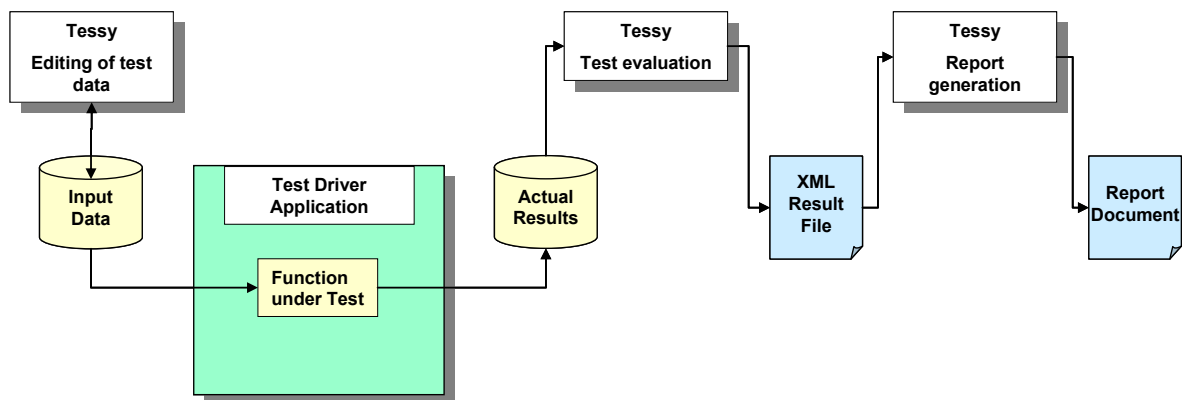 Tessy
Editing of test
data
Input
Data
Test Driver
Application
Function
under Test
Actual
Results
Tessy
Test evaluation
XML
Result
File
Tessy
Report
generation
Report
Document